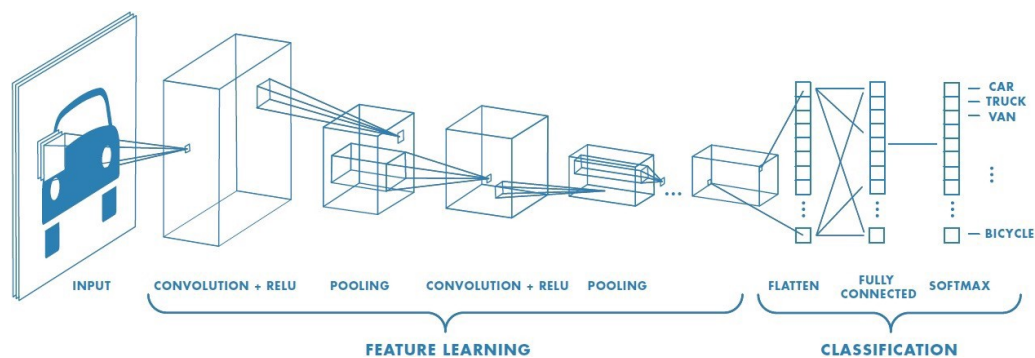 CAR
TRUCK
VAN
BICYCLE
INPUT
CONVOLUTION + RELU
POOLING
CONVOLUTION + RELU
POOLING
FLATTEN
FULLY
CONNECTED
SOFTMAX
FEATURE LEARNING
CLASSIFICATION